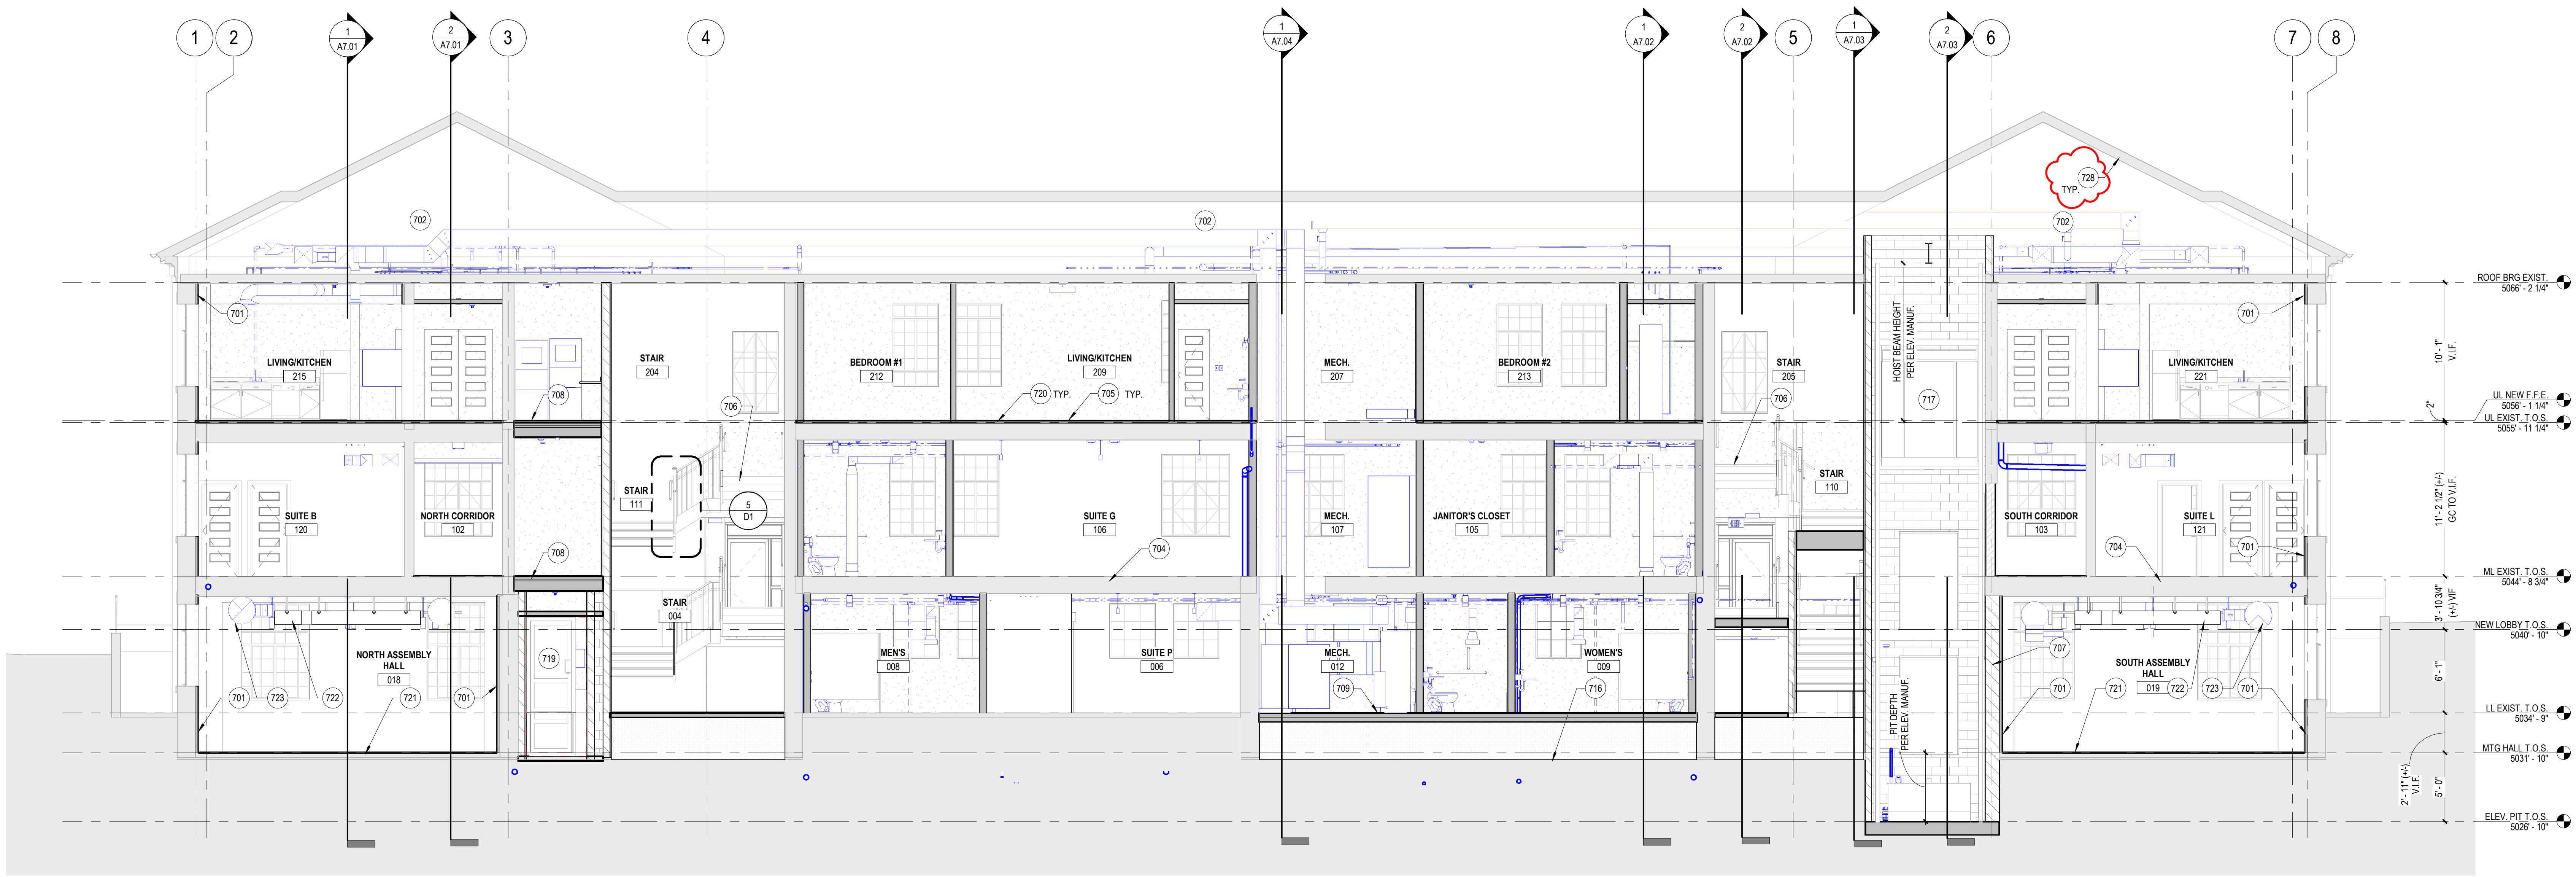 1
2
1
A7.01
2
A7.01
3
4
1
A7.04
1
A7.02
2
A7.02
5
1
A7.03
2
A7.03
6
7
8
728
TYP.
702
702
702
ROOF BRG EXIST.
5066' - 2 1/4"
701
701
HOIST BEAM HEIGHT
PER ELEV. MANUF.
10' - 1"
V.I.F.
LIVING/KITCHEN
215
STAIR
204
BEDROOM #1
212
LIVING/KITCHEN
209
MECH.
207
BEDROOM #2
213
STAIR
205
LIVING/KITCHEN
221
708
706
720 TYP.
705 TYP.
706
717
2"
UL NEW F.F.E.
5056' - 1 1/4"
UL EXIST. T.O.S.
5055' - 11 1/4"
STAIR
110
STAIR
111
5
D1
SUITE B
120
NORTH CORRIDOR
102
SUITE G
106
MECH.
107
JANITOR'S CLOSET
105
SOUTH CORRIDOR
103
SUITE L
121
11' - 2 1/2" (+/-)
GC TO V.I.F.
708
704
704
701
ML EXIST. T.O.S.
5044' - 8 3/4"
3' - 10 3/4"
(+/-) VIF
STAIR
004
NEW LOBBY T.O.S.
5040' - 10"
NORTH ASSEMBLY
HALL
018
719
MEN'S
008
SUITE P
006
MECH.
012
WOMEN'S
009
707
SOUTH ASSEMBLY
HALL
019
6' - 1"
701
723
722
721
701
709
716
PIT DEPTH
PER ELEV. MANUF.
701
721
722
723
701
LL EXIST. T.O.S.
5034' - 9"
MTG HALL T.O.S.
5031' - 10"
2' - 11" (+/-)
V.I.F.
5' - 0"
ELEV. PIT T.O.S.
5026' - 10"